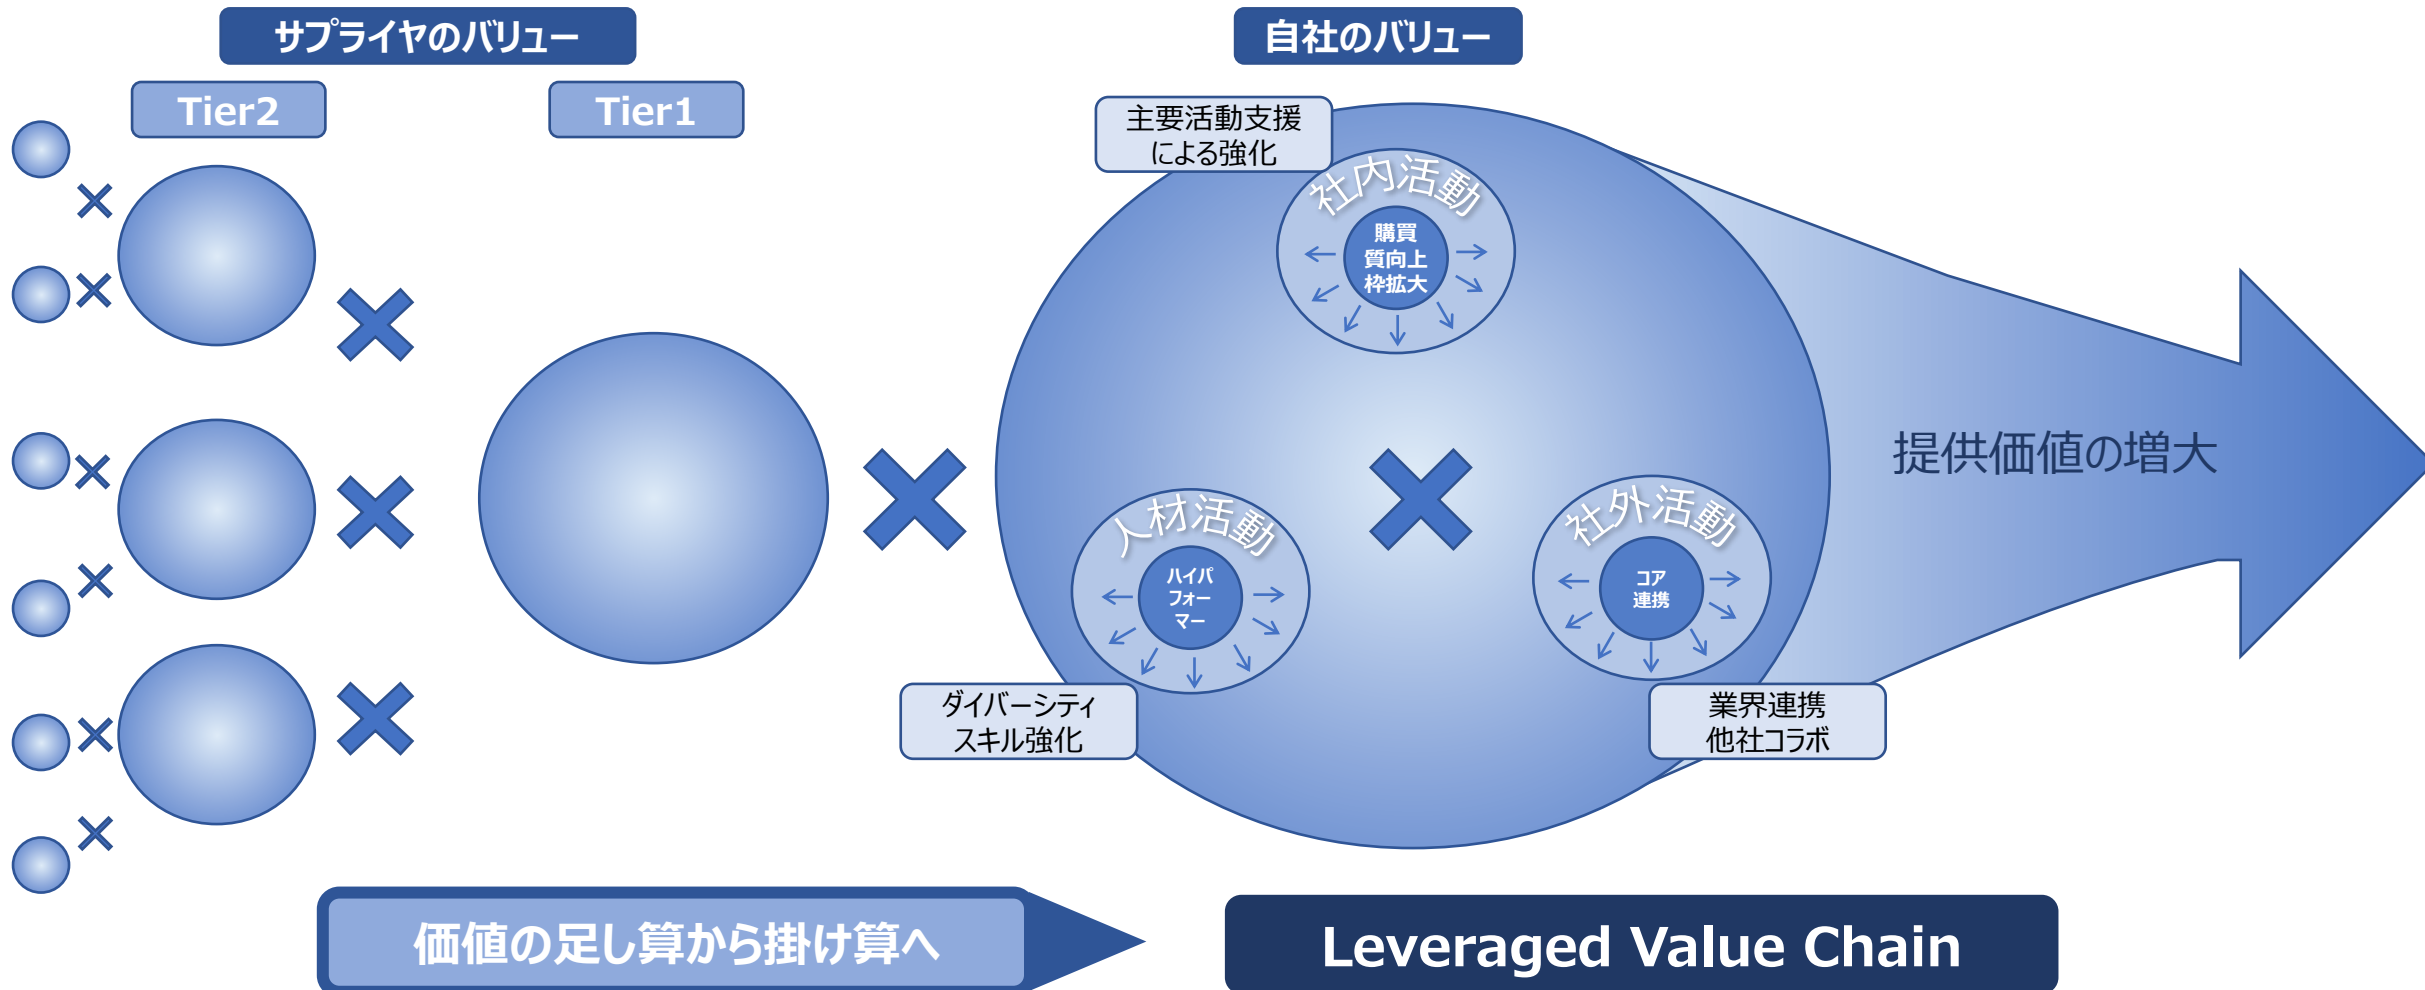 サプライヤのバリュー
自社のバリュー
Tier2
Tier1
主要活動支援
による強化
社内活動
購買
質向上
枠拡大
提供価値の増大
人材活動
ハイパ
フォー
マー
社外活動
コア
連携
ダイバーシティ
スキル強化
業界連携
他社コラボ
価値の足し算から掛け算へ
Leveraged Value Chain